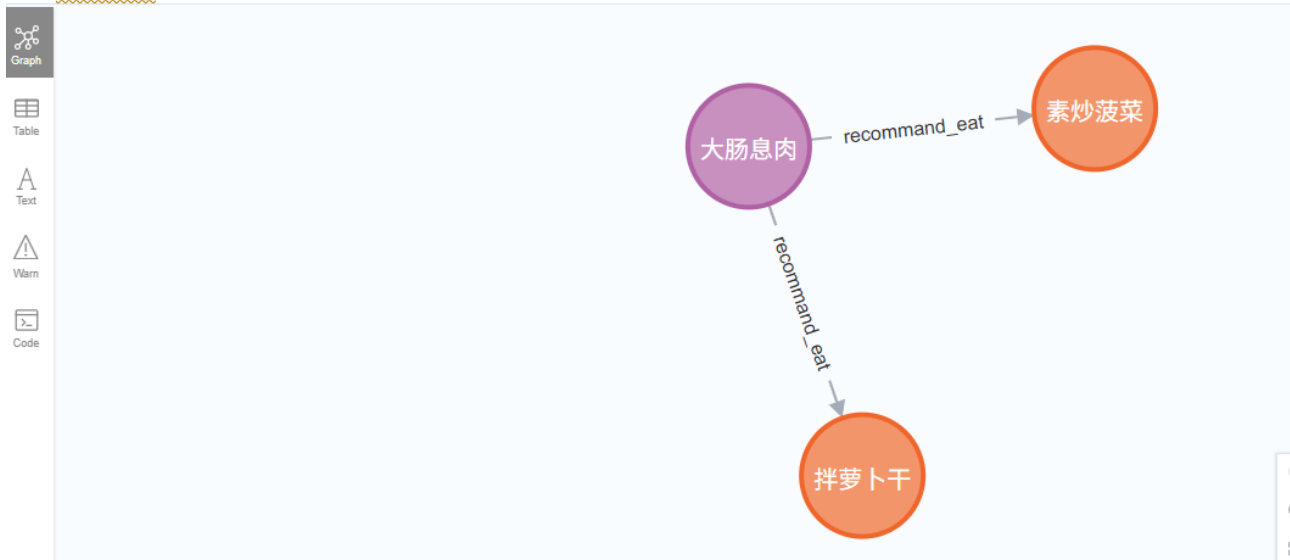 Graph
Table
Text
Warn
Code
大肠息肉
recommand_eat
素炒菠菜
recommand_eat
拌萝卜干